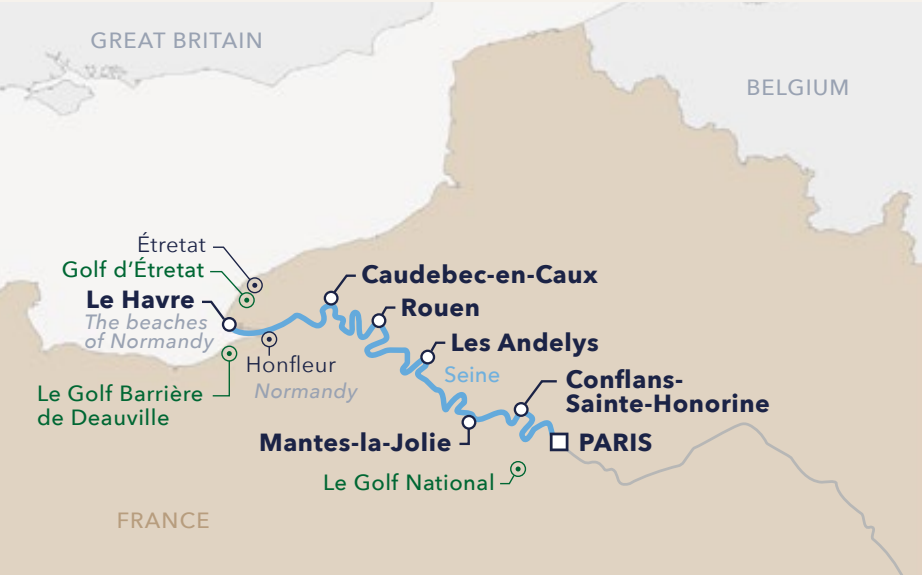 GREAT BRITAIN
BELGIUM
Étretat
Golf d’Étretat
Le Havre
The beaches
of Normandy
Caudebec-en-Caux
Rouen
Les Andelys
Honfleur
Normandy
Seine
Le Golf Barrière
de Deauville
Conflans-
Sainte-Honorine
Mantes-la-Jolie
PARIS
Le Golf National
FRANCE